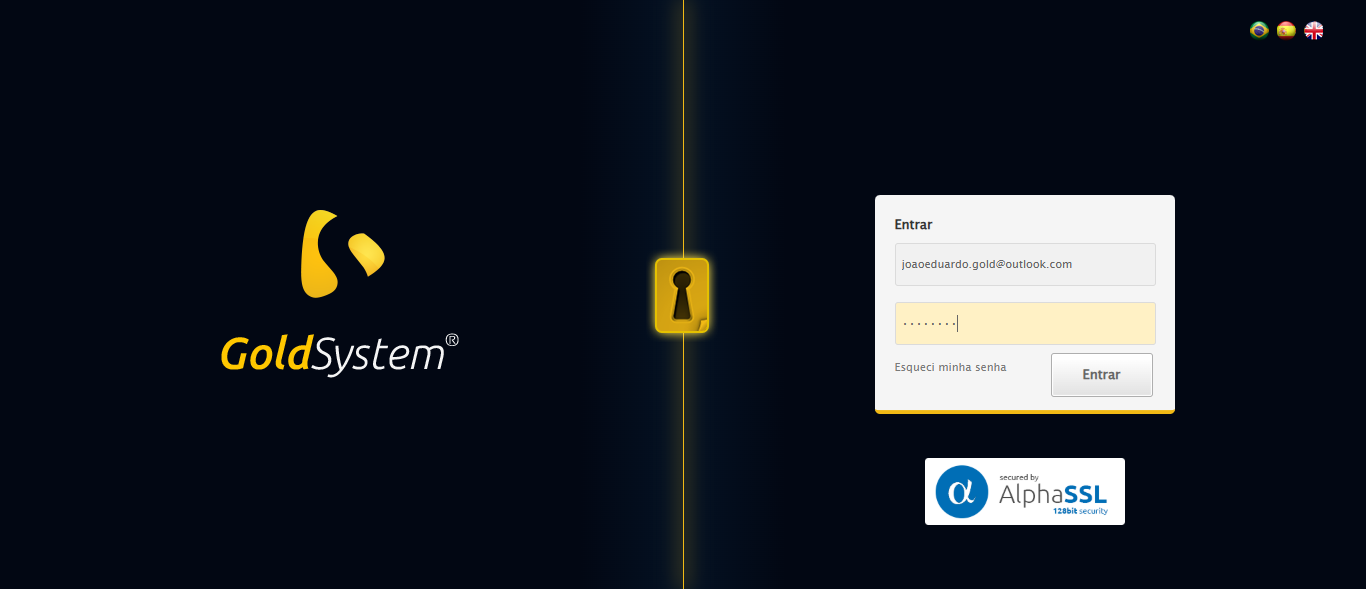 GoldSystem®
Entrar
joaoeduardo.gold@outlook.com
........
Esqueci minha senha
Entrar
secured by
AlphaSSL
128bit security